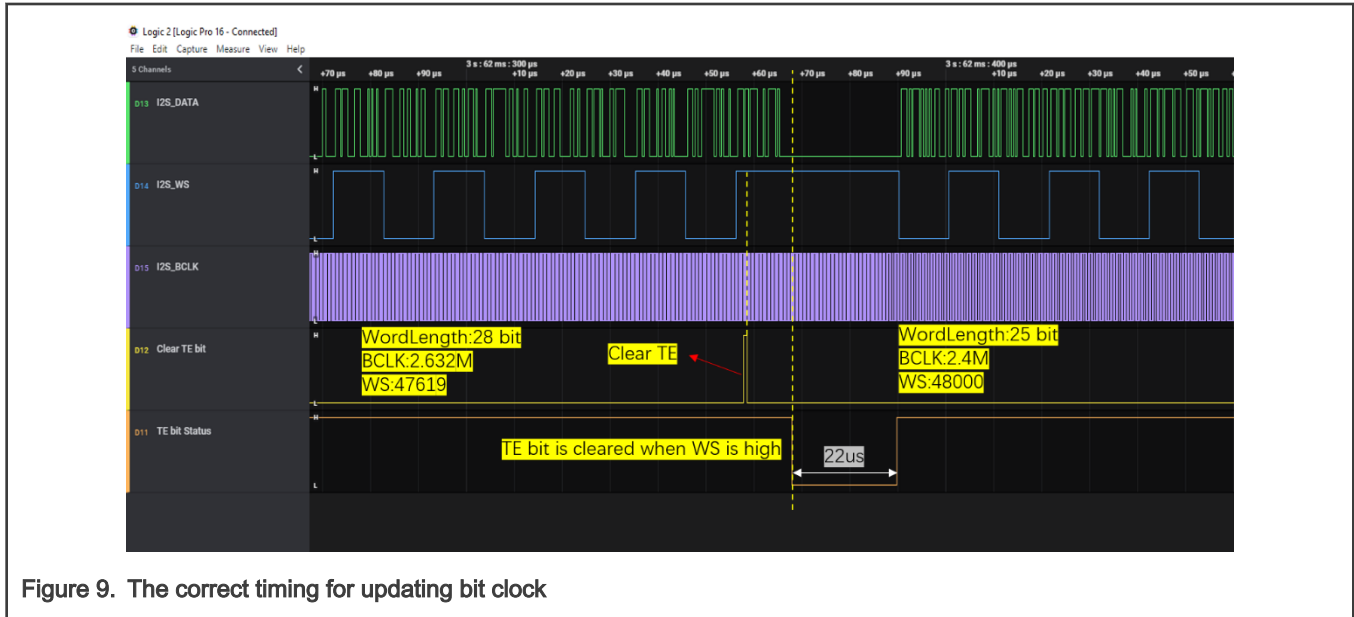 Logic 2 [Logic Pro 16 - Connected]
File Edit Capture Measure View Help
5 Channels
3 s : 62 ms : 300 µs
3 s : 62 ms : 400 µs
+70 µs +80 µs +90 µs +10 µs +20 µs +30 µs +40 µs +50 µs +60 µs +70 µs +80 µs +90 µs +10 µs +20 µs +30 µs +40 µs +50 µs
H
D13 I2S_DATA
L
H
D14 I2S_WS
L
H
D15 I2S_BCLK
L
H
WordLength:28 bit
BCLK:2.632M
WS:47619
D12 Clear TE bit
Clear TE
WordLength:25 bit
BCLK:2.4M
WS:48000
L
H
D11 TE bit Status
TE bit is cleared when WS is high
22us
L
Figure 9. The correct timing for updating bit clock